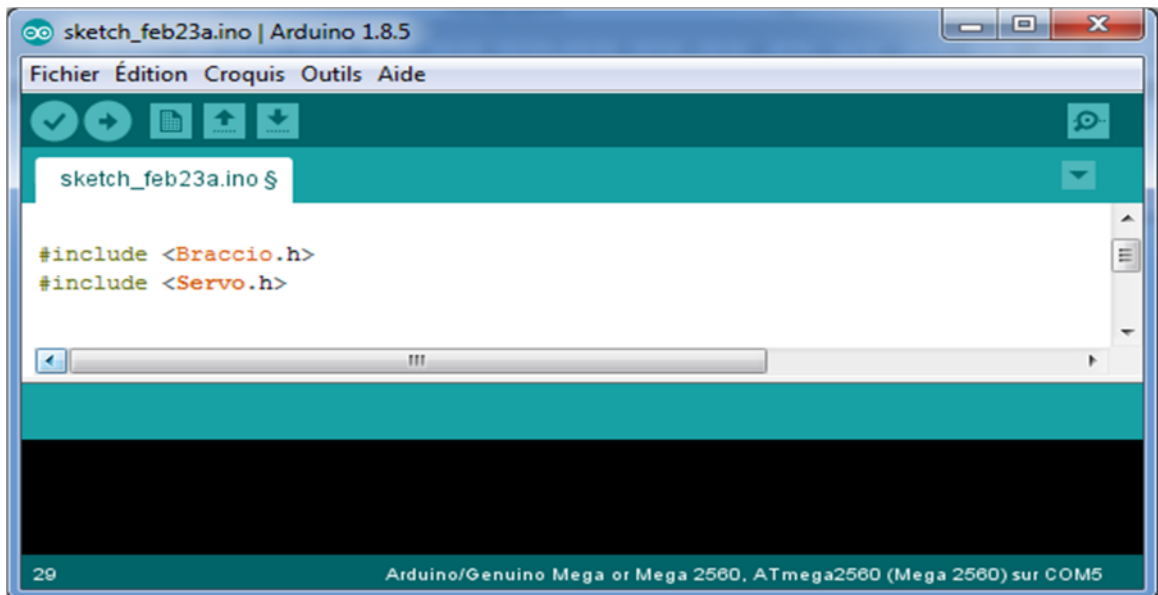 sketch_feb23a.ino | Arduino 1.8.5
Fichier Édition Croquis Outils Aide
sketch_feb23a.ino §
#include <Braccio.h>
#include <Servo.h>
29 Arduino/Genuino Mega or Mega 2560, ATmega2560 (Mega 2560) sur COM5